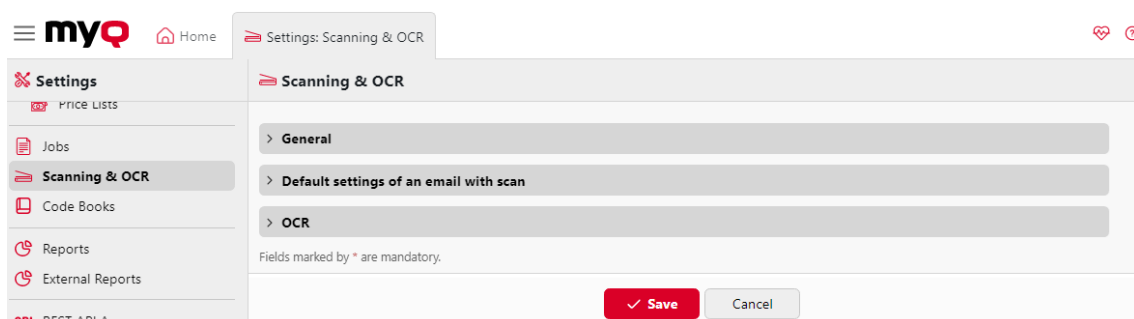 myQ
Home
Settings: Scanning & OCR
Settings
Scanning & OCR
Price Lists
Jobs
Scanning & OCR
Code Books
Reports
External Reports
General
Default settings of an email with scan
OCR
Fields marked by * are mandatory.
Save
Cancel